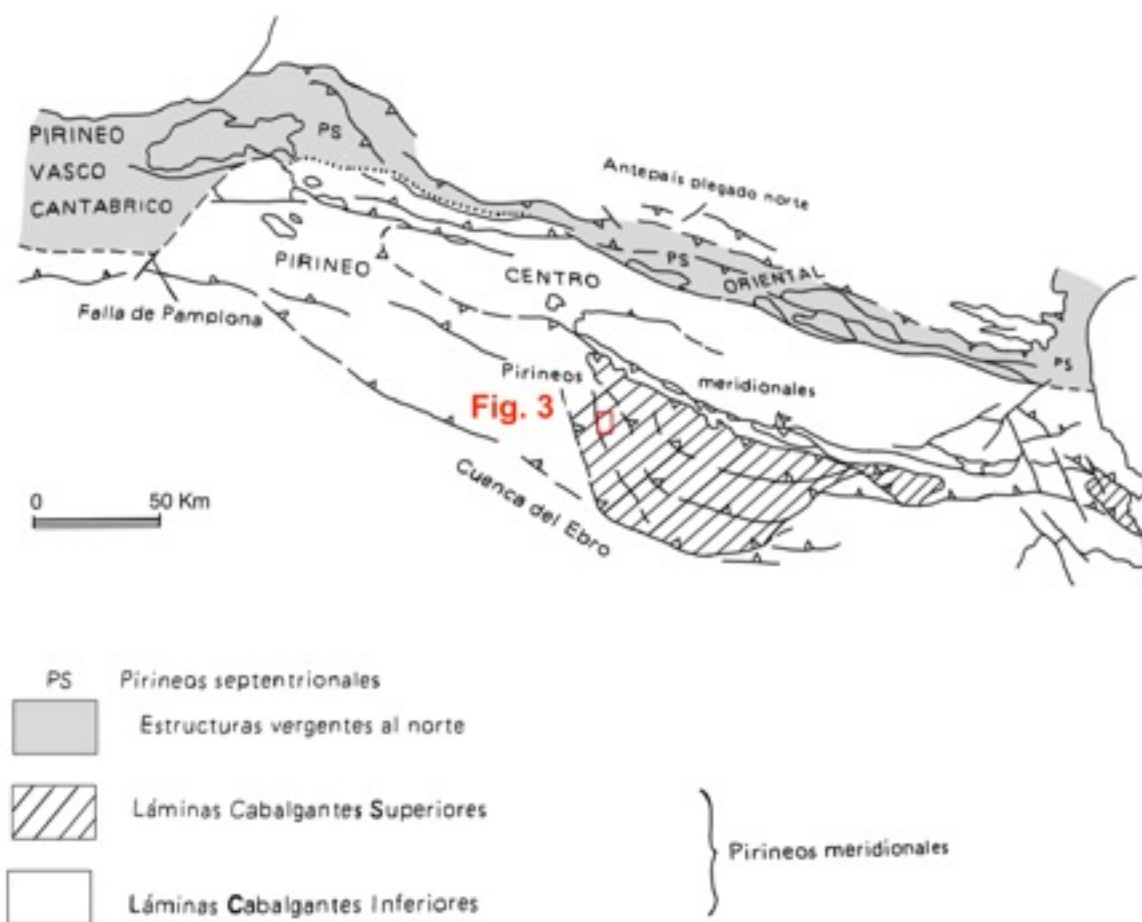 PIRINEO
VASCO
CANTABRICO
PS
Antepaís plegado norte
PIRINEO
CENTRO
PS
ORIENTAL
Falla de Pamplona
PS
Pirineos
meridionales
Fig. 3
Cuenca del Ebro
0 50 Km
PS Pirineos septentrionales
Estructuras vergentes al norte
Láminas Cabalgantes Superiores
Pirineos meridionales
Láminas Cabalgantes Inferiores